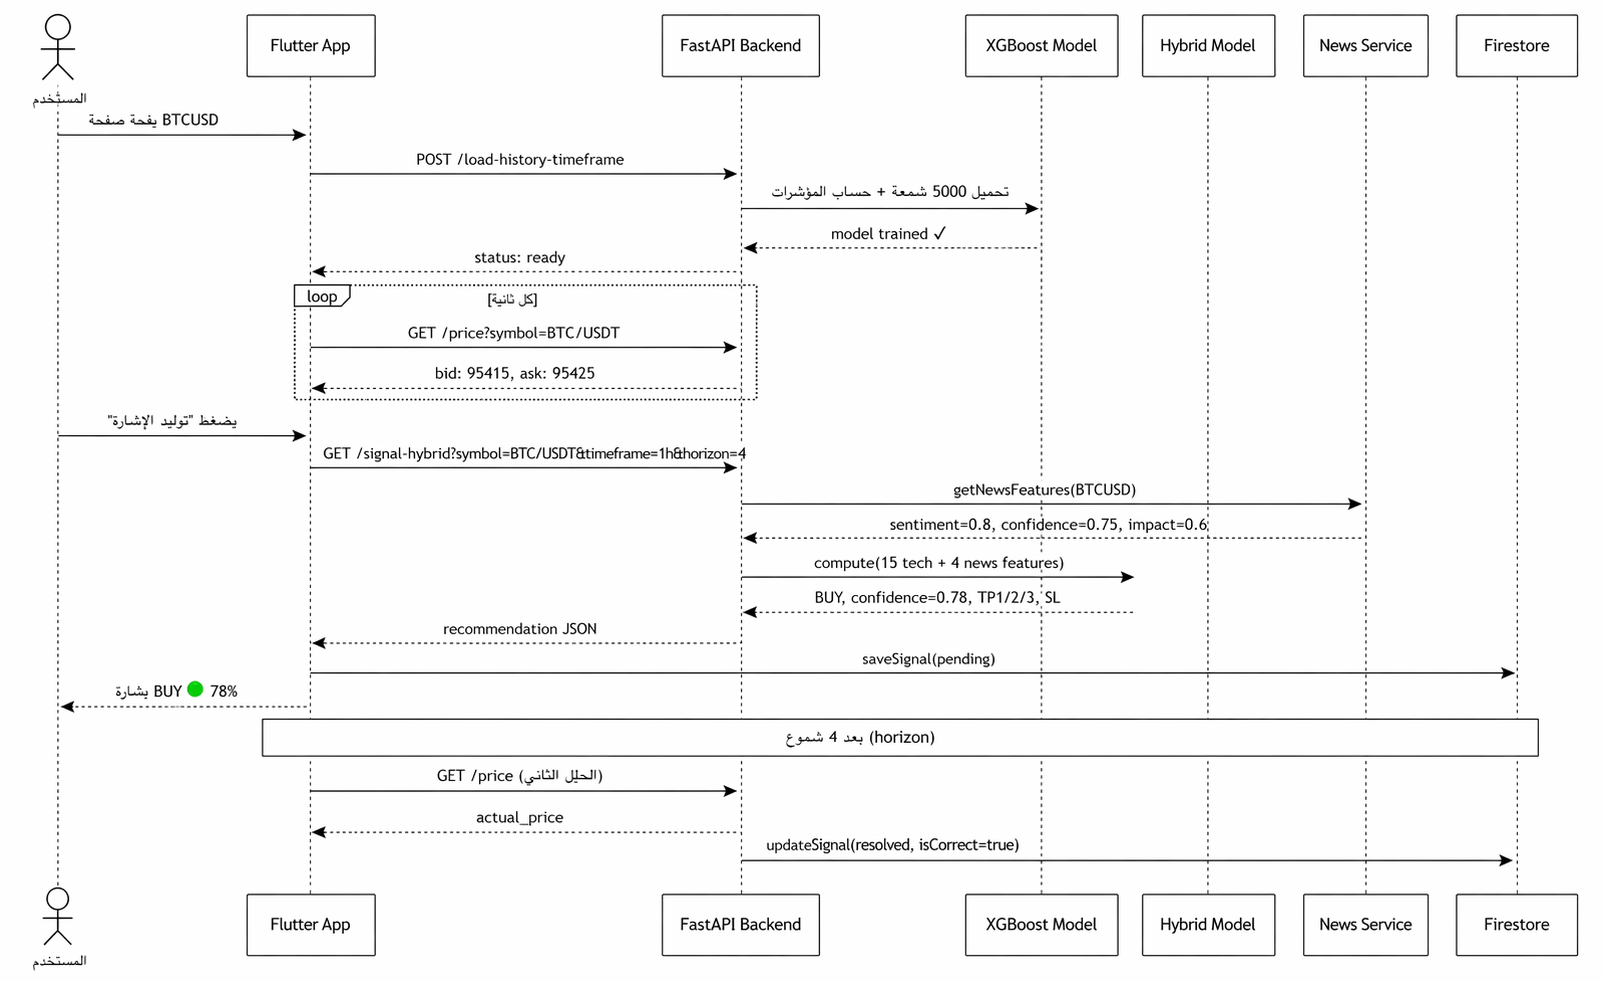 Flutter App
FastAPI Backend
XGBoost Model
Hybrid Model
News Service
Firestore
المستخدم
يفحة صفحة BTCUSD
POST /load-history-timeframe
تحميل 5000 شمعة + حساب المؤشرات
model trained ✓
status: ready
loop
[كل ثانية]
GET /price?symbol=BTC/USDT
bid: 95415, ask: 95425
يضغط "توليد الإشارة"
GET /signal-hybrid?symbol=BTC/USDT&timeframe=1h&horizon=4
getNewsFeatures(BTCUSD)
sentiment=0.8, confidence=0.75, impact=0.6
compute(15 tech + 4 news features)
BUY, confidence=0.78, TP1/2/3, SL
recommendation JSON
saveSignal(pending)
بشارة BUY 🟢 78%
بعد 4 شموع (horizon)
GET /price (الحلل الثاني)
actual_price
updateSignal(resolved, isCorrect=true)
Flutter App
FastAPI Backend
XGBoost Model
Hybrid Model
News Service
Firestore
المستخدم